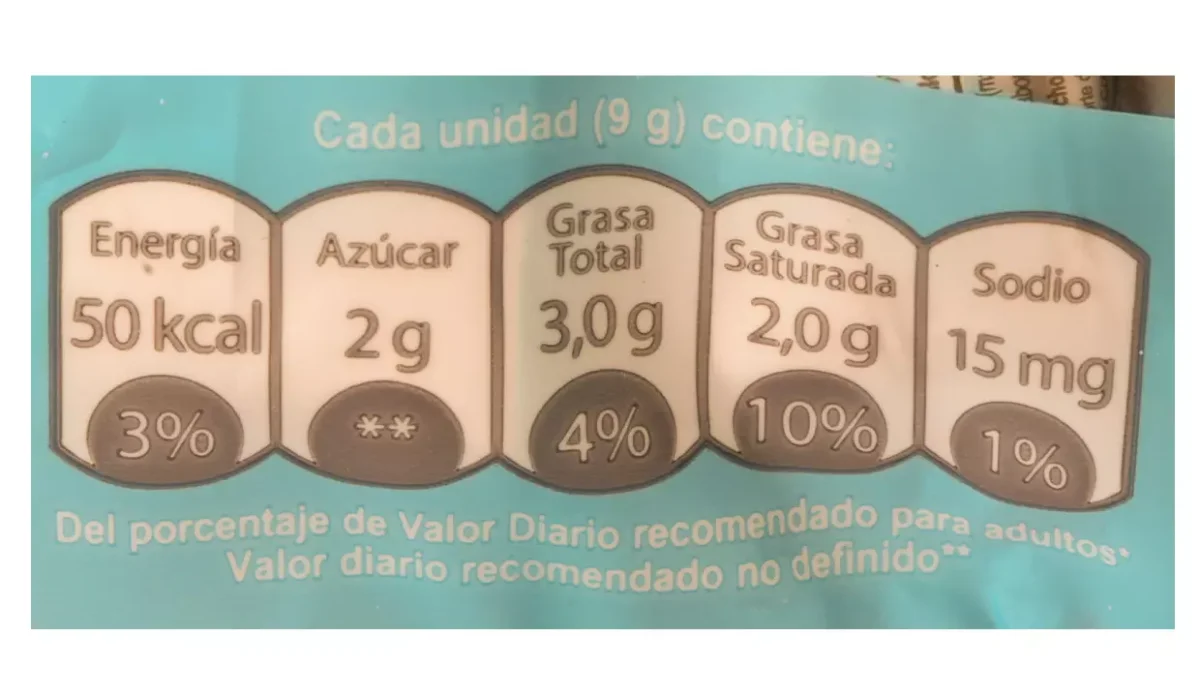 Cada unidad (9 g) contiene:
Energía
50 kcal
3%
Azúcar
2 g
**
Grasa
Total
3,0 g
4%
Grasa
Saturada
2,0 g
10%
Sodio
15 mg
1%
Del porcentaje de Valor Diario recomendado para adultos*
Valor diario recomendado no definido**